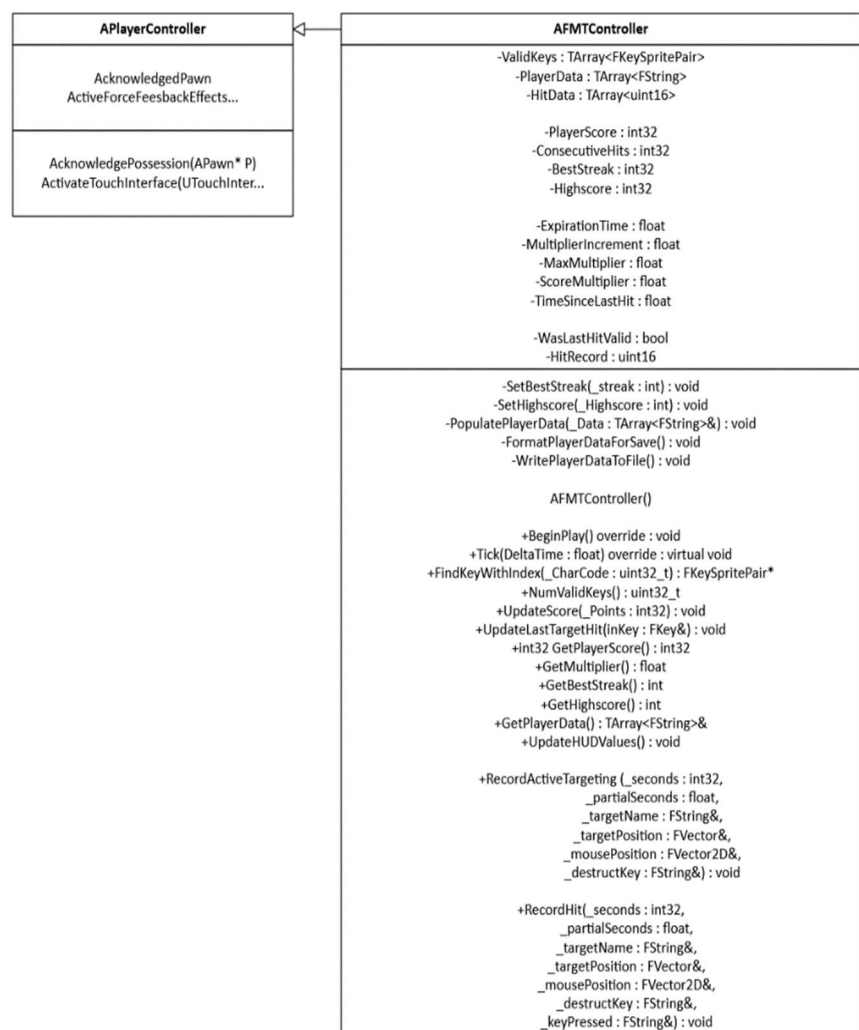 APlayerController
AcknowledgedPawn
ActiveForceFeesbackEffects...
AcknowledgePossession(APawn* P)
ActivateTouchInterface(UTouchInter...
AFMTController
-ValidKeys : TArray<FKeySpritePair>
-PlayerData : TArray<FString>
-HitData : TArray<uint16>
-PlayerScore : int32
-ConsecutiveHits : int32
-BestStreak : int32
-Highscore : int32
-ExpirationTime : float
-MultiplierIncrement : float
-MaxMultiplier : float
-ScoreMultiplier : float
-TimeSinceLastHit : float
-WasLastHitValid : bool
-HitRecord : uint16
-SetBestStreak(_streak : int) : void
-SetHighscore(_Highscore : int) : void
-PopulatePlayerData(_Data : TArray<FString>&) : void
-FormatPlayerDataForSave() : void
-WritePlayerDataToFile() : void
AFMTController()
+BeginPlay() override : void
+Tick(DeltaTime : float) override : virtual void
+FindKeyWithIndex(_CharCode : uint32_t) : FKeySpritePair*
+NumValidKeys() : uint32_t
+UpdateScore(_Points : int32) : void
+UpdateLastTargetHit(inKey : FKey&) : void
+int32 GetPlayerScore() : int32
+GetMultiplier() : float
+GetBestStreak() : int
+GetHighscore() : int
+GetPlayerData() : TArray<FString>&
+UpdateHUDValues() : void
+RecordActiveTargeting (_seconds : int32,
_partialSeconds : float,
_targetName : FString&,
_targetPosition : FVector&,
_mousePosition : FVector2D&,
_destructKey : FString&) : void
+RecordHit(_seconds : int32,
_partialSeconds : float,
_targetName : FString&,
_targetPosition : FVector&,
_mousePosition : FVector2D&,
_destructKey : FString&,
_keyPressed : FString&) : void